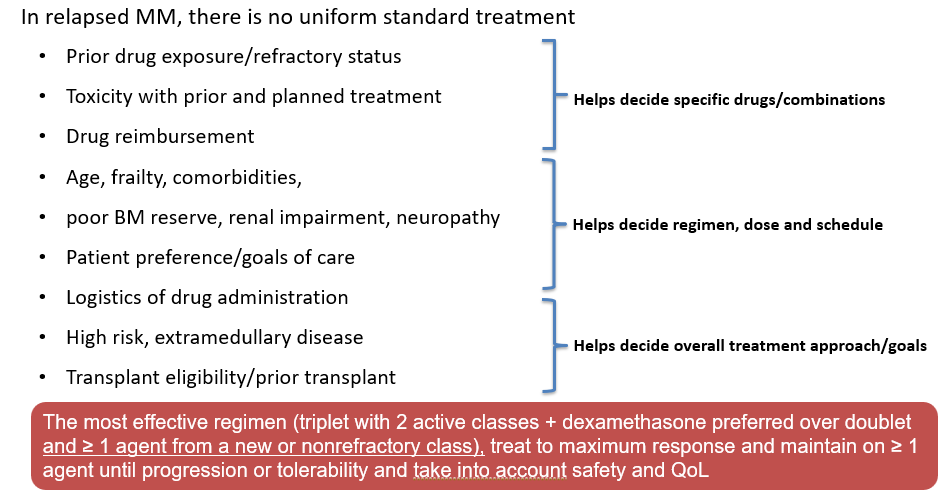 In relapsed MM, there is no uniform standard treatment
• Prior drug exposure/refractory status
• Toxicity with prior and planned treatment
• Drug reimbursement
Helps decide specific drugs/combinations
• Age, frailty, comorbidities,
• poor BM reserve, renal impairment, neuropathy
• Patient preference/goals of care
Helps decide regimen, dose and schedule
• Logistics of drug administration
• High risk, extramedullary disease
• Transplant eligibility/prior transplant
Helps decide overall treatment approach/goals
The most effective regimen (triplet with 2 active classes + dexamethasone preferred over doublet
and ≥ 1 agent from a new or nonrefractory class), treat to maximum response and maintain on ≥ 1
agent until progression or tolerability and take into account safety and QoL